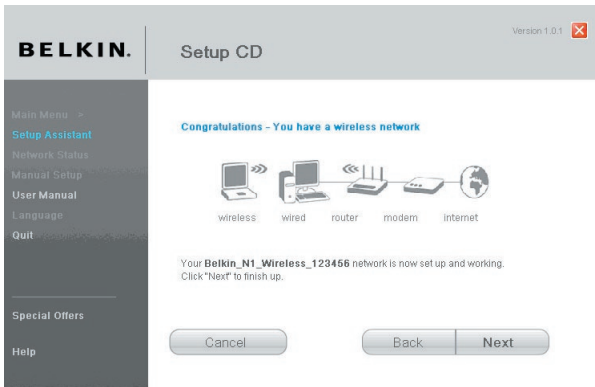 Version 1.0.1
BELKIN.
Setup CD
Main Menu >
Setup Assistant
Network Status
Manual Setup
User Manual
Language
Quit
Special Offers
Help
Congratulations - You have a wireless network
wireless wired router modem internet
Your Belkin_N1_Wireless_123456 network is now set up and working.
Click "Next" to finish up.
Cancel
Back
Next